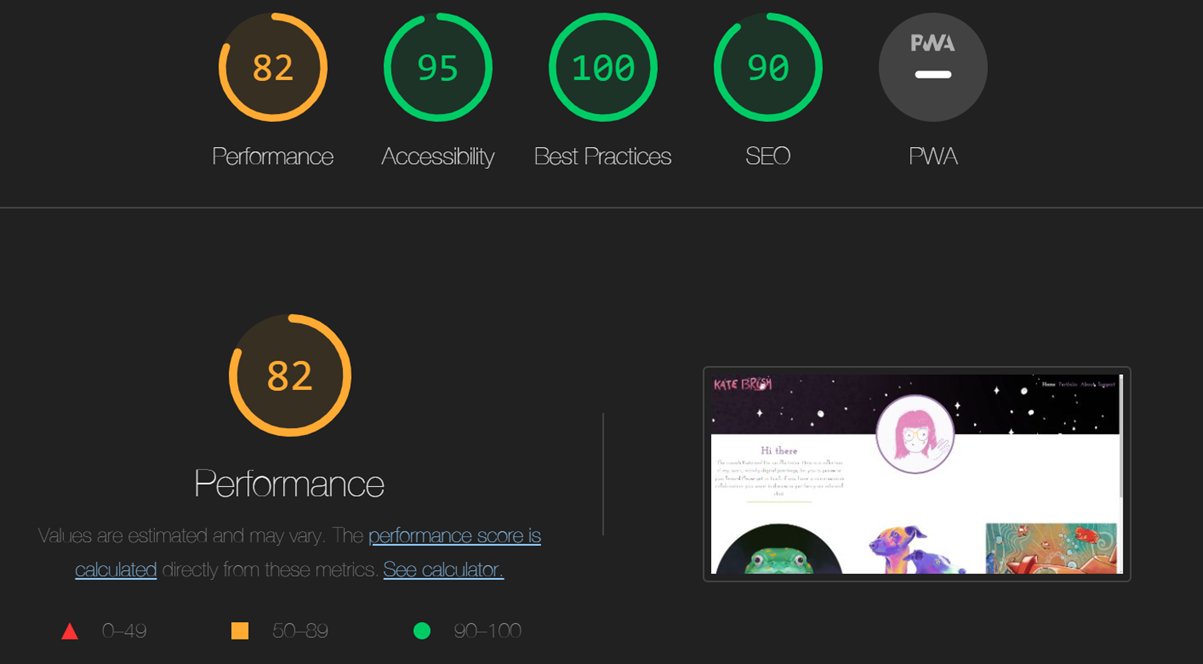 82
95
100
90
PWA
Performance
Accessibility
Best Practices
SEO
PWA
82
Performance
Values are estimated and may vary. The performance score is
calculated directly from these metrics. See calculator.
0–49
50–89
90–100
KATE BRUSH
Home Portfolio About Support
Hi there